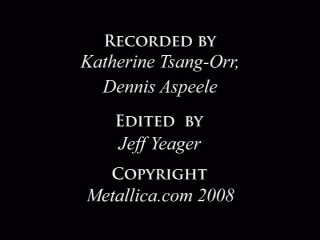 Recorded by
Katherine Tsang-Orr,
Dennis Aspeele
Edited by
Jeff Yeager
Copyright
Metallica.com 2008